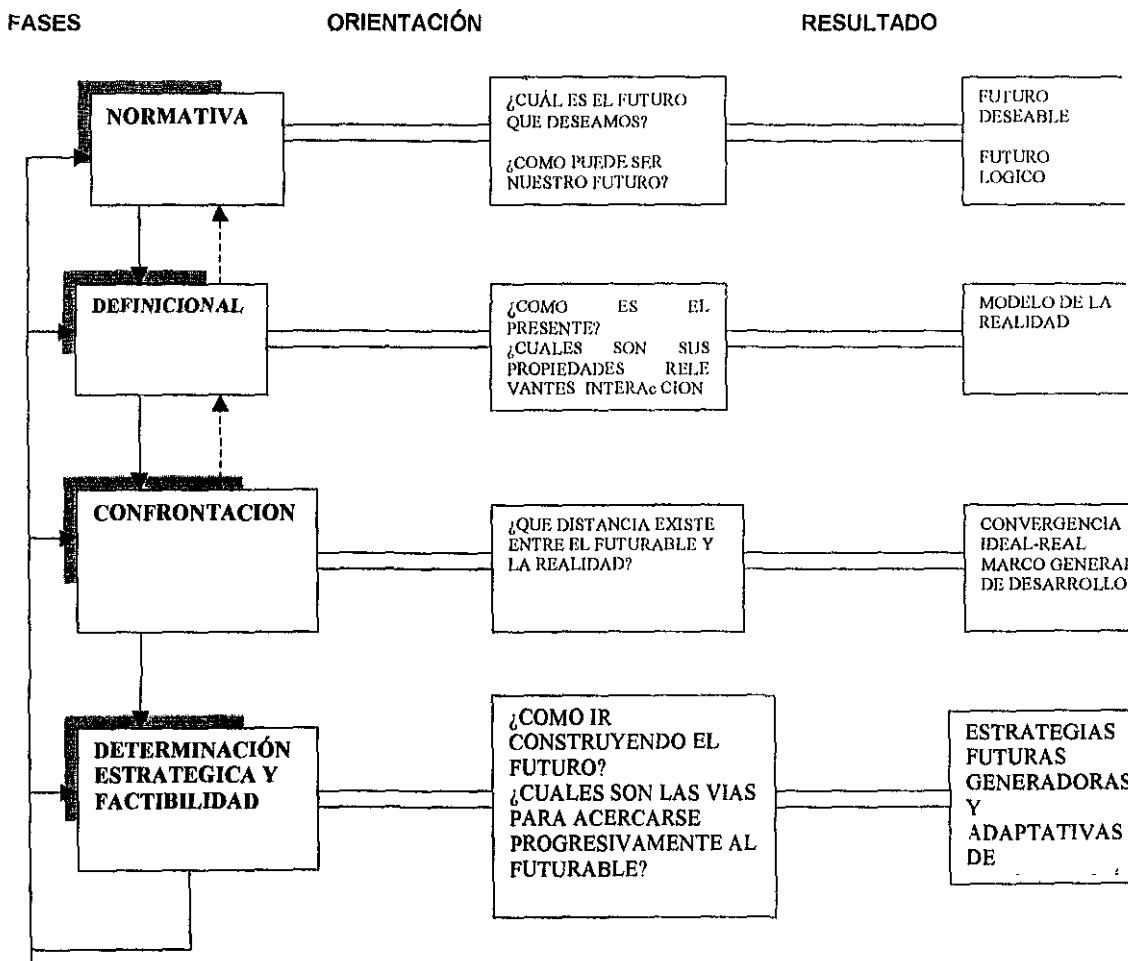 FASES ORIENTACIÓN RESULTADO
NORMATIVA
¿CUÁL ES EL FUTURO
QUE DESEAMOS?
¿COMO PUEDE SER
NUESTRO FUTURO?
FUTURO
DESEABLE
FUTURO
LOGICO
DEFINICIONAL
¿COMO ES EL
PRESENTE?
¿CUALES SON SUS
PROPIEDADES RELE
VANTES INTERAcCION
MODELO DE LA
REALIDAD
CONFRONTACION
¿QUE DISTANCIA EXISTE
ENTRE EL FUTURABLE Y
LA REALIDAD?
CONVERGENCIA
IDEAL-REAL
MARCO GENERAL
DE DESARROLLO
DETERMINACIÓN
ESTRATEGICA Y
FACTIBILIDAD
¿COMO IR
CONSTRUYENDO EL
FUTURO?
¿CUALES SON LAS VIAS
PARA ACERCARSE
PROGRESIVAMENTE AL
FUTURABLE?
ESTRATEGIAS
FUTURAS
GENERADORAS
Y
ADAPTATIVAS
DE